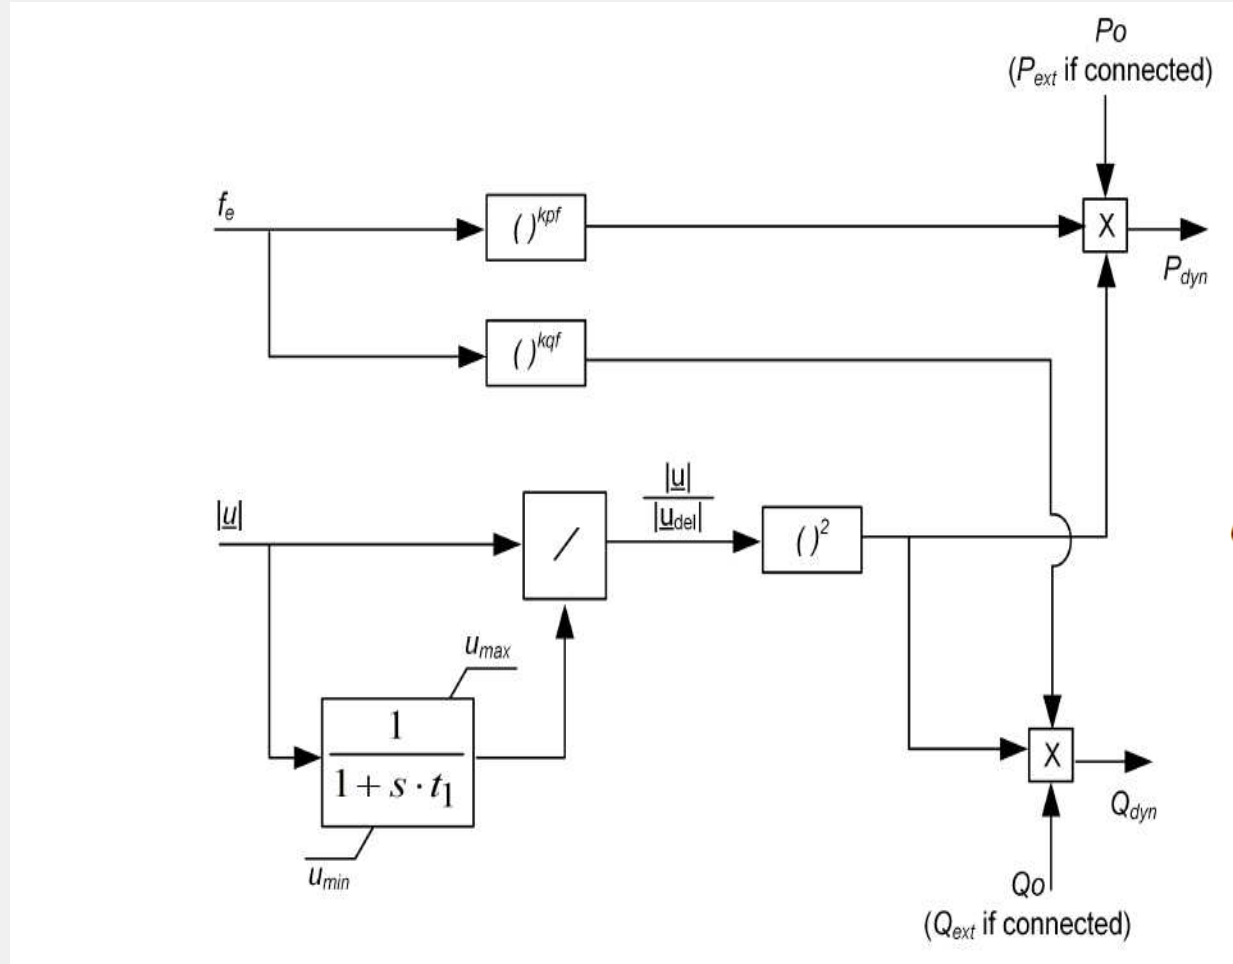 Po
(Pext if connected)
fe
( )^kpf
X
Pdyn
( )^kqf
|u|
/
|u|
|udel|
( )^2
umax
1
1 + s · t1
umin
X
Qdyn
Qo
(Qext if connected)